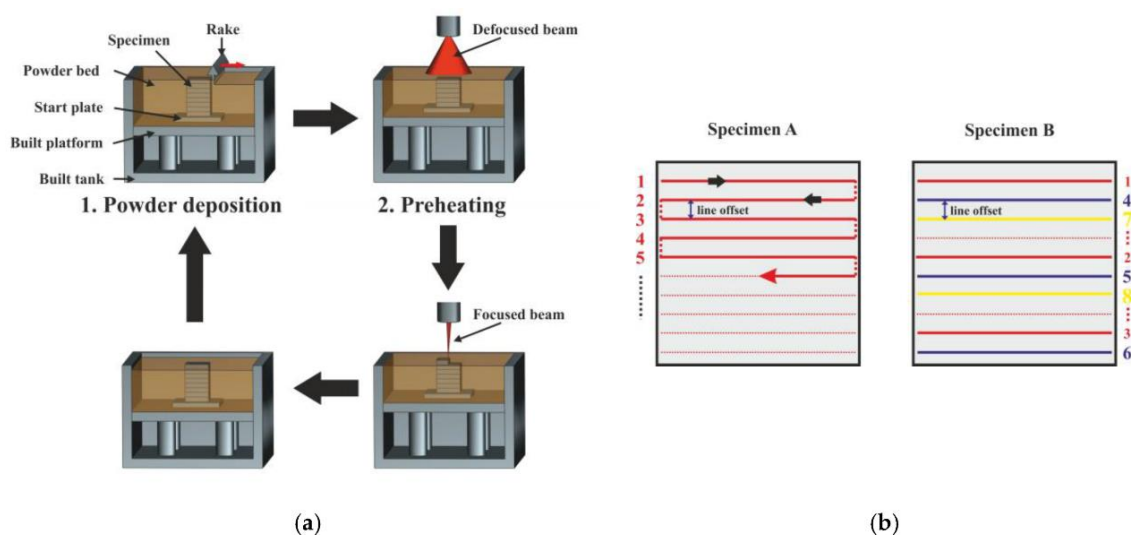 Rake
Specimen
Powder bed
Start plate
Built platform
Built tank
1. Powder deposition
Defocused beam
2. Preheating
Focused beam
(a)
Specimen A
1
2
3
4
5
line offset
Specimen B
line offset
1
4
7
2
5
8
3
6
(b)